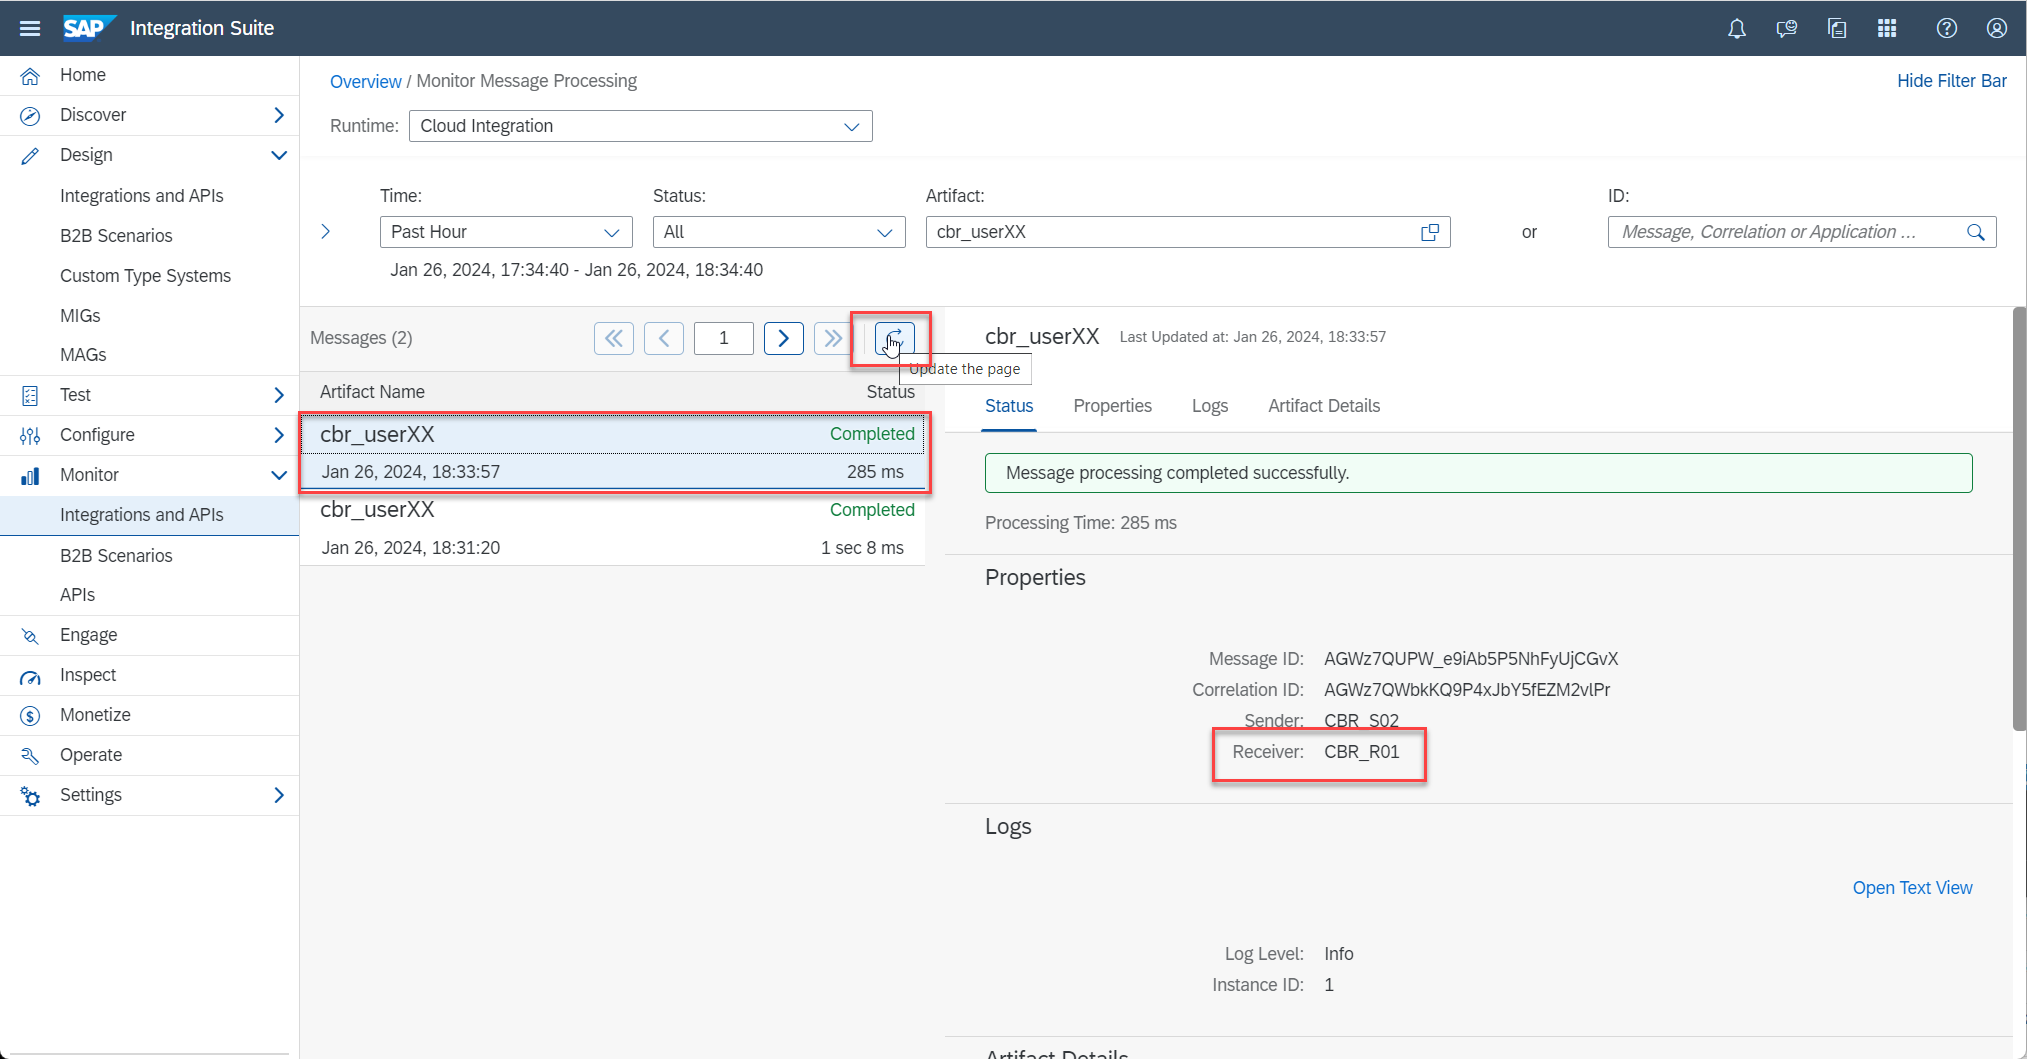 SAP Integration Suite
Home
Discover
Design
Integrations and APIs
B2B Scenarios
Custom Type Systems
MIGs
MAGs
Test
Configure
Monitor
Integrations and APIs
B2B Scenarios
APIs
Engage
Inspect
Monetize
Operate
Settings
Overview / Monitor Message Processing
Hide Filter Bar
Runtime: Cloud Integration
Time:
Past Hour
Jan 26, 2024, 17:34:40 - Jan 26, 2024, 18:34:40
Status:
All
Artifact:
cbr_userXX
or
ID:
Message, Correlation or Application ...
Messages (2)
1
Update the page
Artifact Name Status
cbr_userXX Completed
Jan 26, 2024, 18:33:57 285 ms
cbr_userXX Completed
Jan 26, 2024, 18:31:20 1 sec 8 ms
cbr_userXX Last Updated at: Jan 26, 2024, 18:33:57
Status Properties Logs Artifact Details
Message processing completed successfully.
Processing Time: 285 ms
Properties
Message ID: AGWz7QUPW_e9iAb5P5NhFyUjCGvX
Correlation ID: AGWz7QWbkKQ9P4xJbY5fEZM2vlPr
Sender: CBR_S02
Receiver: CBR_R01
Logs
Open Text View
Log Level: Info
Instance ID: 1
Artifact Details